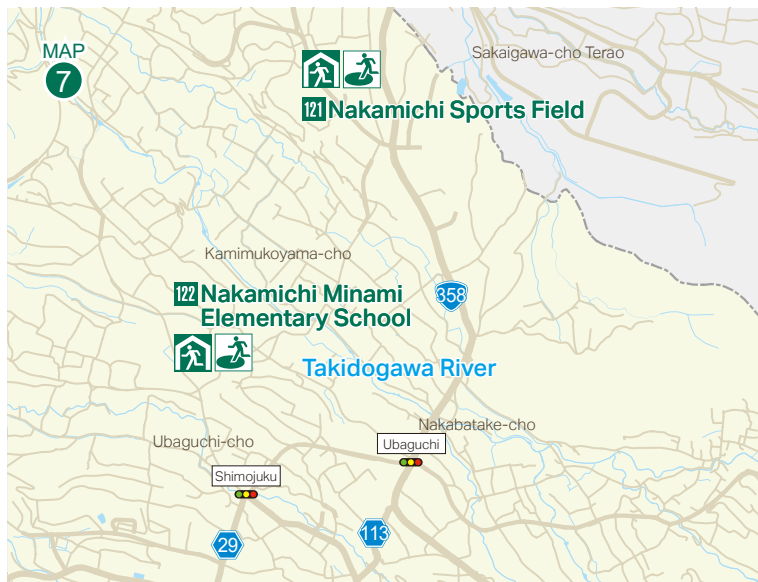 MAP
7
Sakaigawa-cho Terao
121 Nakamichi Sports Field
Kamimukoyama-cho
122 Nakamichi Minami
Elementary School
358
Takidogawa River
Nakabatake-cho
Ubaguchi-cho
Ubaguchi
Shimojuku
113
29